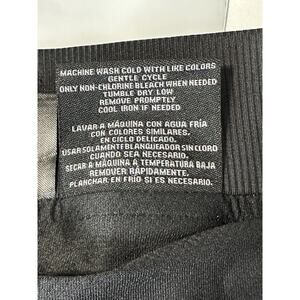 MACHINE WASH COLD WITH LIKE COLORS
GENTLE CYCLE
ONLY NON-CHLORINE BLEACH WHEN NEEDED
TUMBLE DRY LOW
REMOVE PROMPTLY
COOL IRON IF NEEDED
LAVAR A MÁQUINA CON AGUA FRÍA
CON COLORES SIMILARES.
EN CICLO DELICADO.
USAR SOLAMENTE BLANQUEADOR SIN CLORO
CUANDO SEA NECESARIO.
SECAR A MÁQUINA A TEMPERATURA BAJA
REMOVER RÁPIDAMENTE.
PLANCHAR EN FRÍO SI ES NECESARIO.